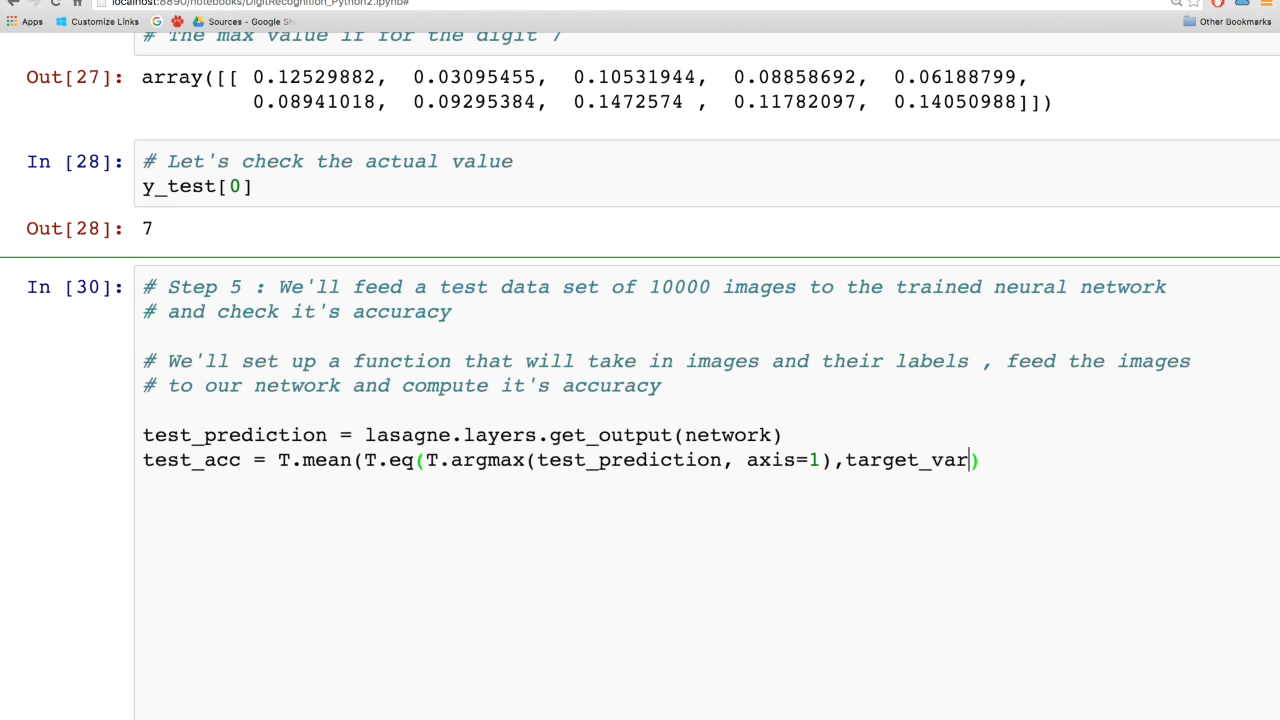 localhost:8890/notebooks/DigitRecognition_Python2.ipynb#
Apps Customize Links Sources - Google Sh Other Bookmarks
# The max value if for the digit 7
Out[27]: array([[ 0.12529882, 0.03095455, 0.10531944, 0.08858692, 0.06188799,
0.08941018, 0.09295384, 0.1472574 , 0.11782097, 0.14050988]])
In [28]: # Let's check the actual value
y_test[0]
Out[28]: 7
In [30]: # Step 5 : We'll feed a test data set of 10000 images to the trained neural network
# and check it's accuracy
# We'll set up a function that will take in images and their labels , feed the images
# to our network and compute it's accuracy
test_prediction = lasagne.layers.get_output(network)
test_acc = T.mean(T.eq(T.argmax(test_prediction, axis=1),target_var)